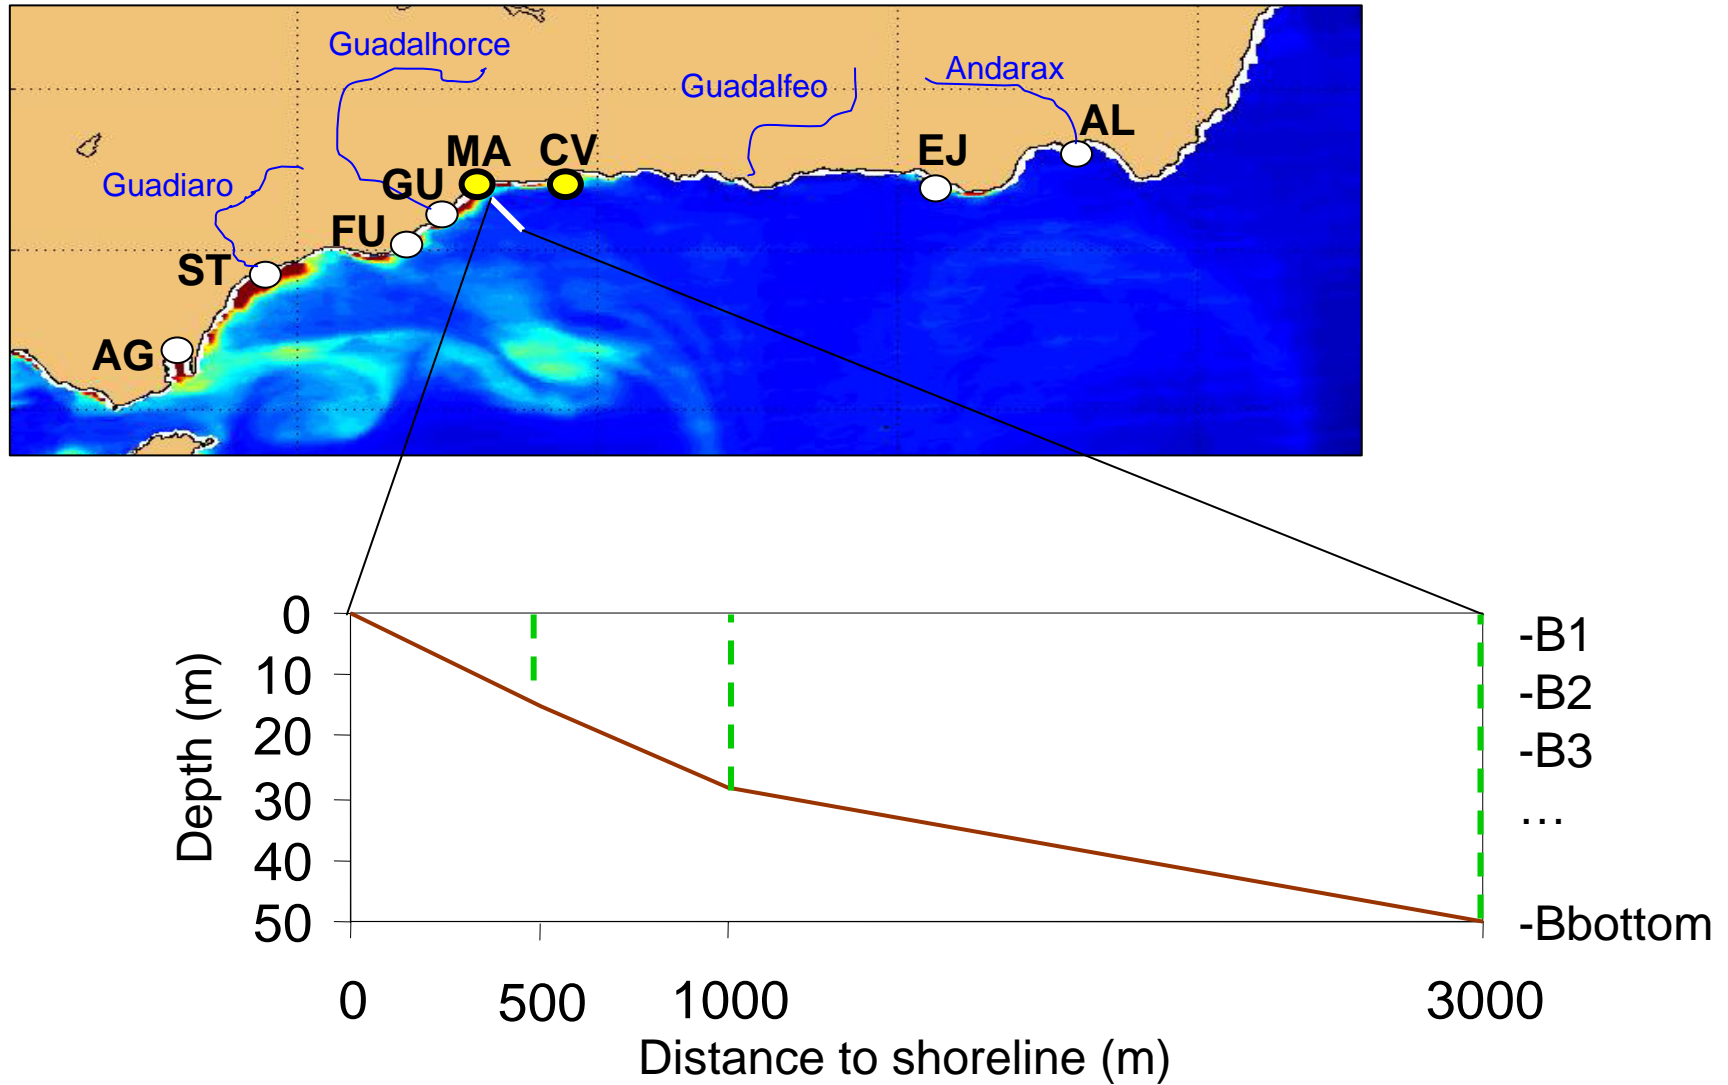 Guadalhorce
Guadalfeo
Andarax
MA
CV
AL
EJ
Guadiaro
GU
FU
ST
AG
0
10
20
30
40
50
Depth (m)
-B1
-B2
-B3
...
-Bbottom
0
500
1000
3000
Distance to shoreline (m)